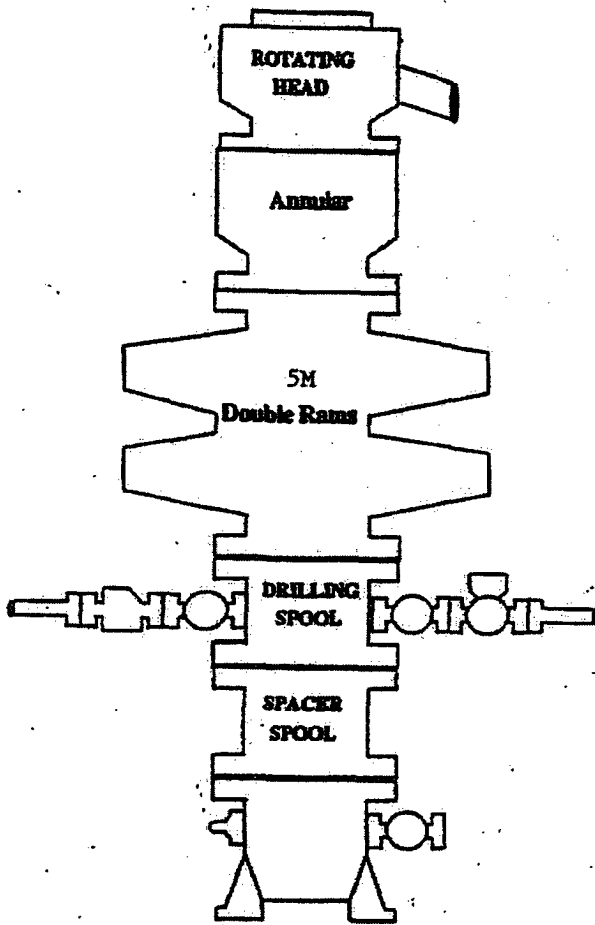 ROTATING
HEAD
Annular
5M
Double Rams
DRILLING
SPOOL
SPACER
SPOOL